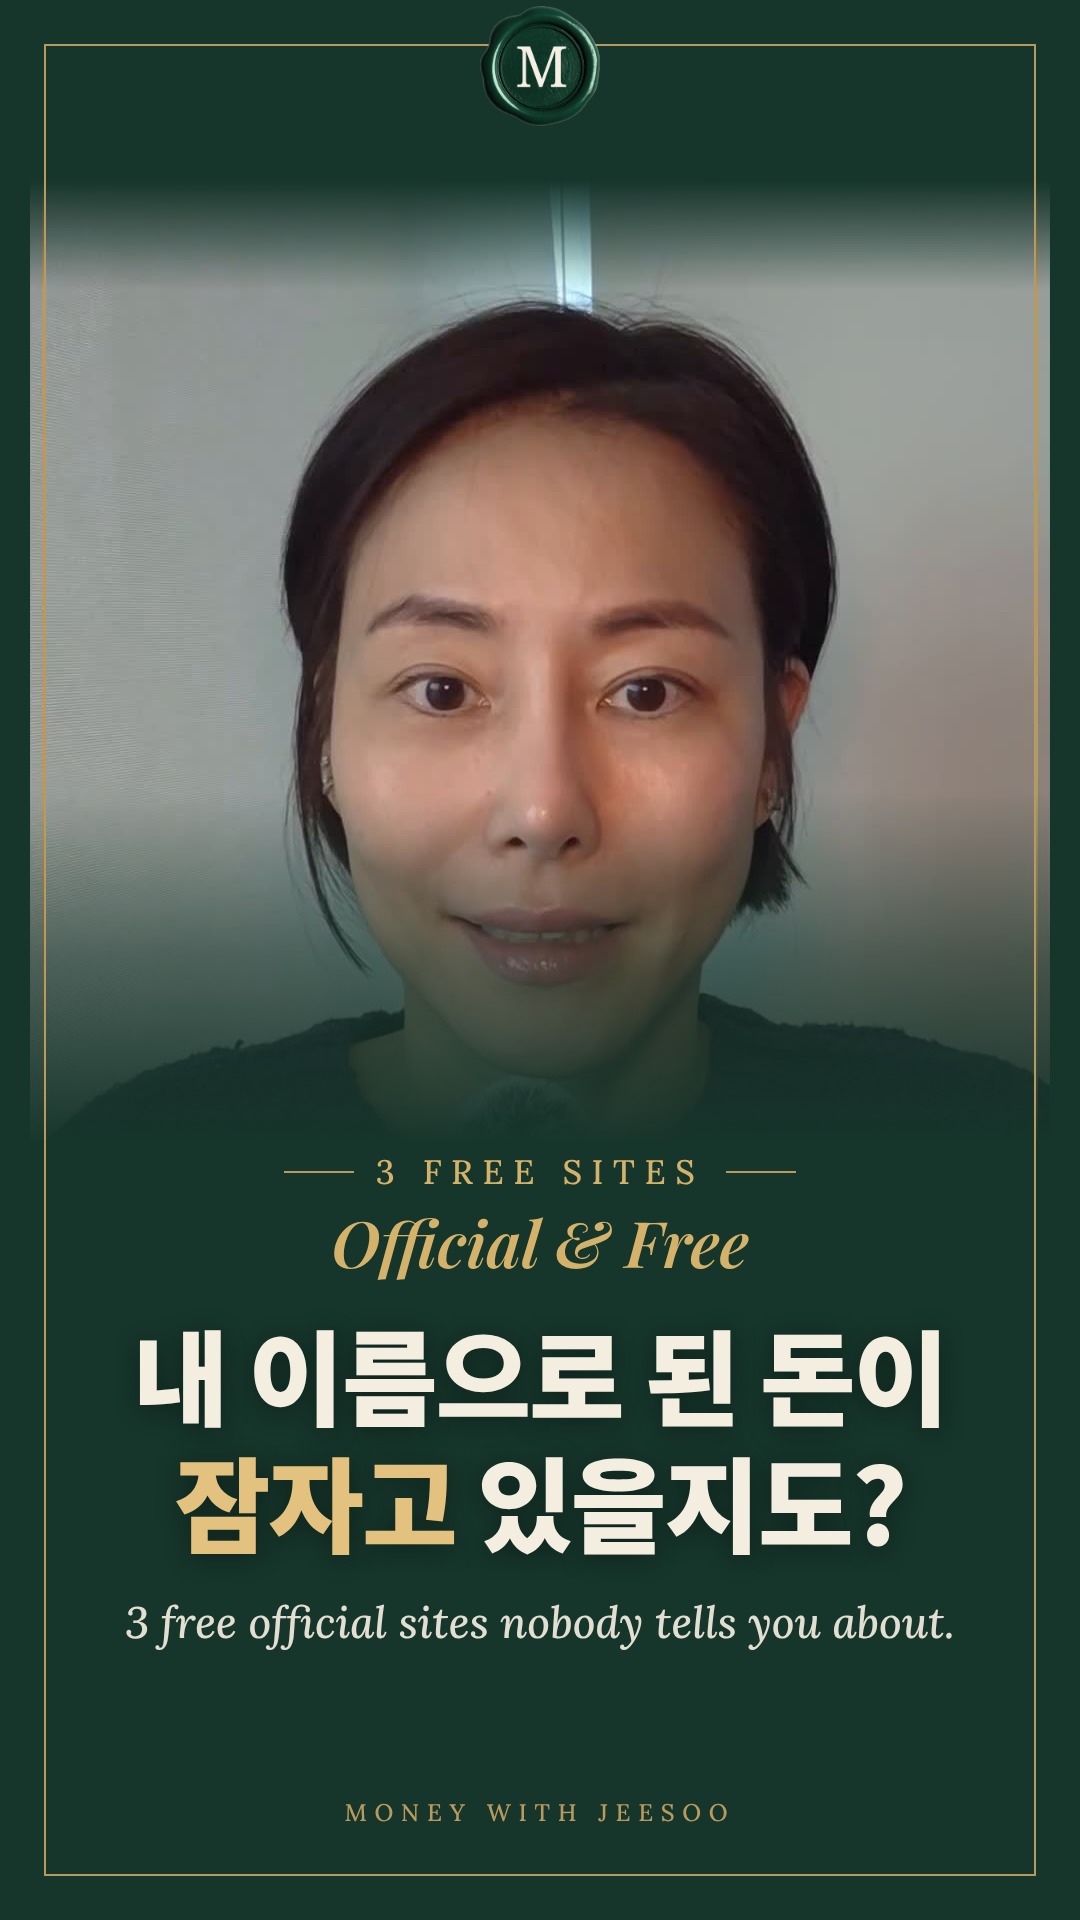 M
3 FREE SITES
Official & Free
내 이름으로 된 돈이
잠자고 있을지도?
3 free official sites nobody tells you about.
MONEY WITH JEESOO